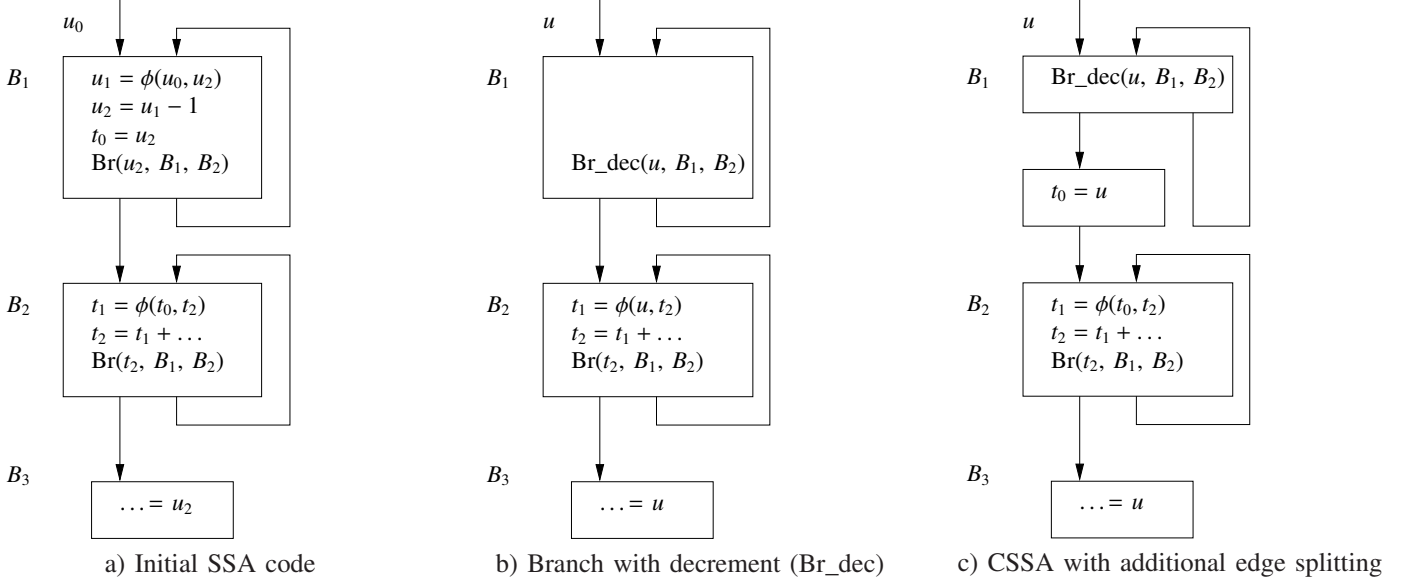 u₀
B₁
u₁ = ϕ(u₀, u₂)
u₂ = u₁ − 1
t₀ = u₂
Br(u₂, B₁, B₂)
B₂
t₁ = ϕ(t₀, t₂)
t₂ = t₁ + …
Br(t₂, B₁, B₂)
B₃
… = u₂
a) Initial SSA code
u
B₁
Br_dec(u, B₁, B₂)
B₂
t₁ = ϕ(u, t₂)
t₂ = t₁ + …
Br(t₂, B₁, B₂)
B₃
… = u
b) Branch with decrement (Br_dec)
u
B₁
Br_dec(u, B₁, B₂)
t₀ = u
B₂
t₁ = ϕ(t₀, t₂)
t₂ = t₁ + …
Br(t₂, B₁, B₂)
B₃
… = u
c) CSSA with additional edge splitting